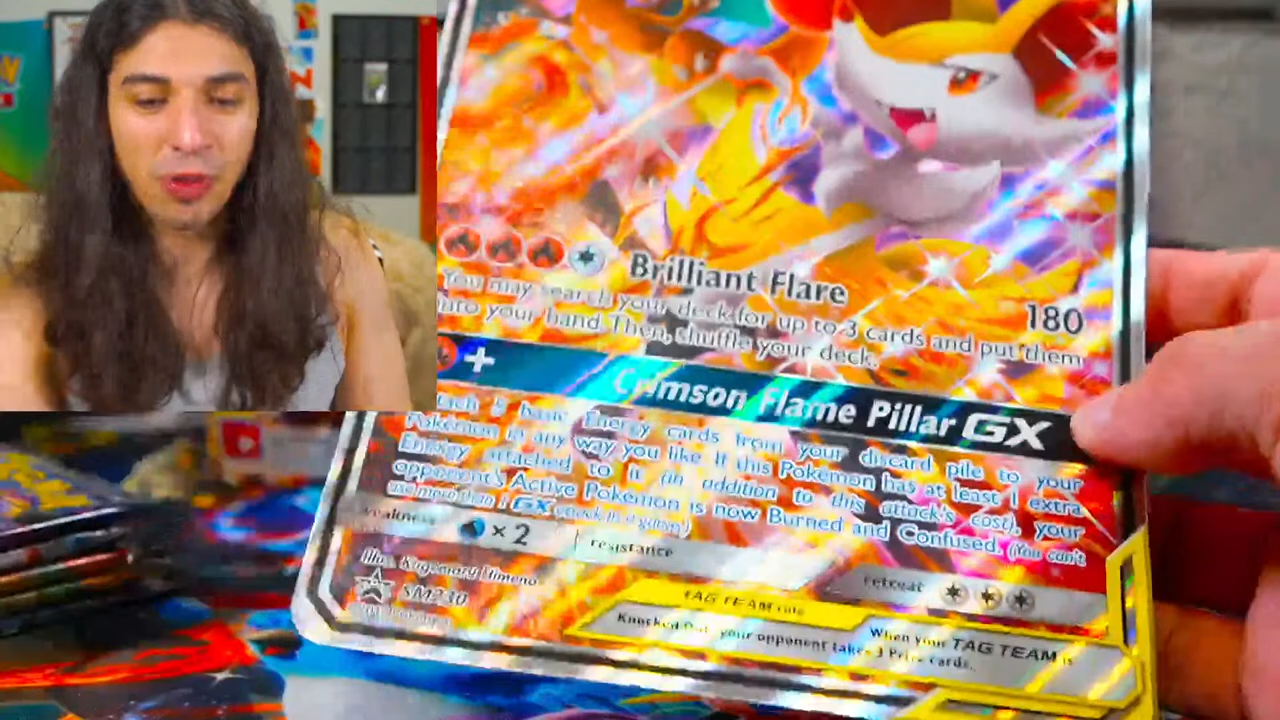 Brilliant Flare
180
You may search your deck for up to 3 cards and put them
into your hand. Then, shuffle your deck.
+
Crimson Flame Pillar GX
Attach 5 basic Energy cards from your discard pile to your
Pokémon in any way you like. If this Pokémon has at least 1 extra
Energy attached to it (in addition to this attack's cost), your
opponent's Active Pokémon is now Burned and Confused. (You can't
use more than 1 GX attack in a game.)
weakness ×2 resistance
retreat
Illus. Kagemaru Himeno
SM230
TAG TEAM rule
When your TAG TEAM is
Knocked Out, your opponent takes 3 Prize cards.